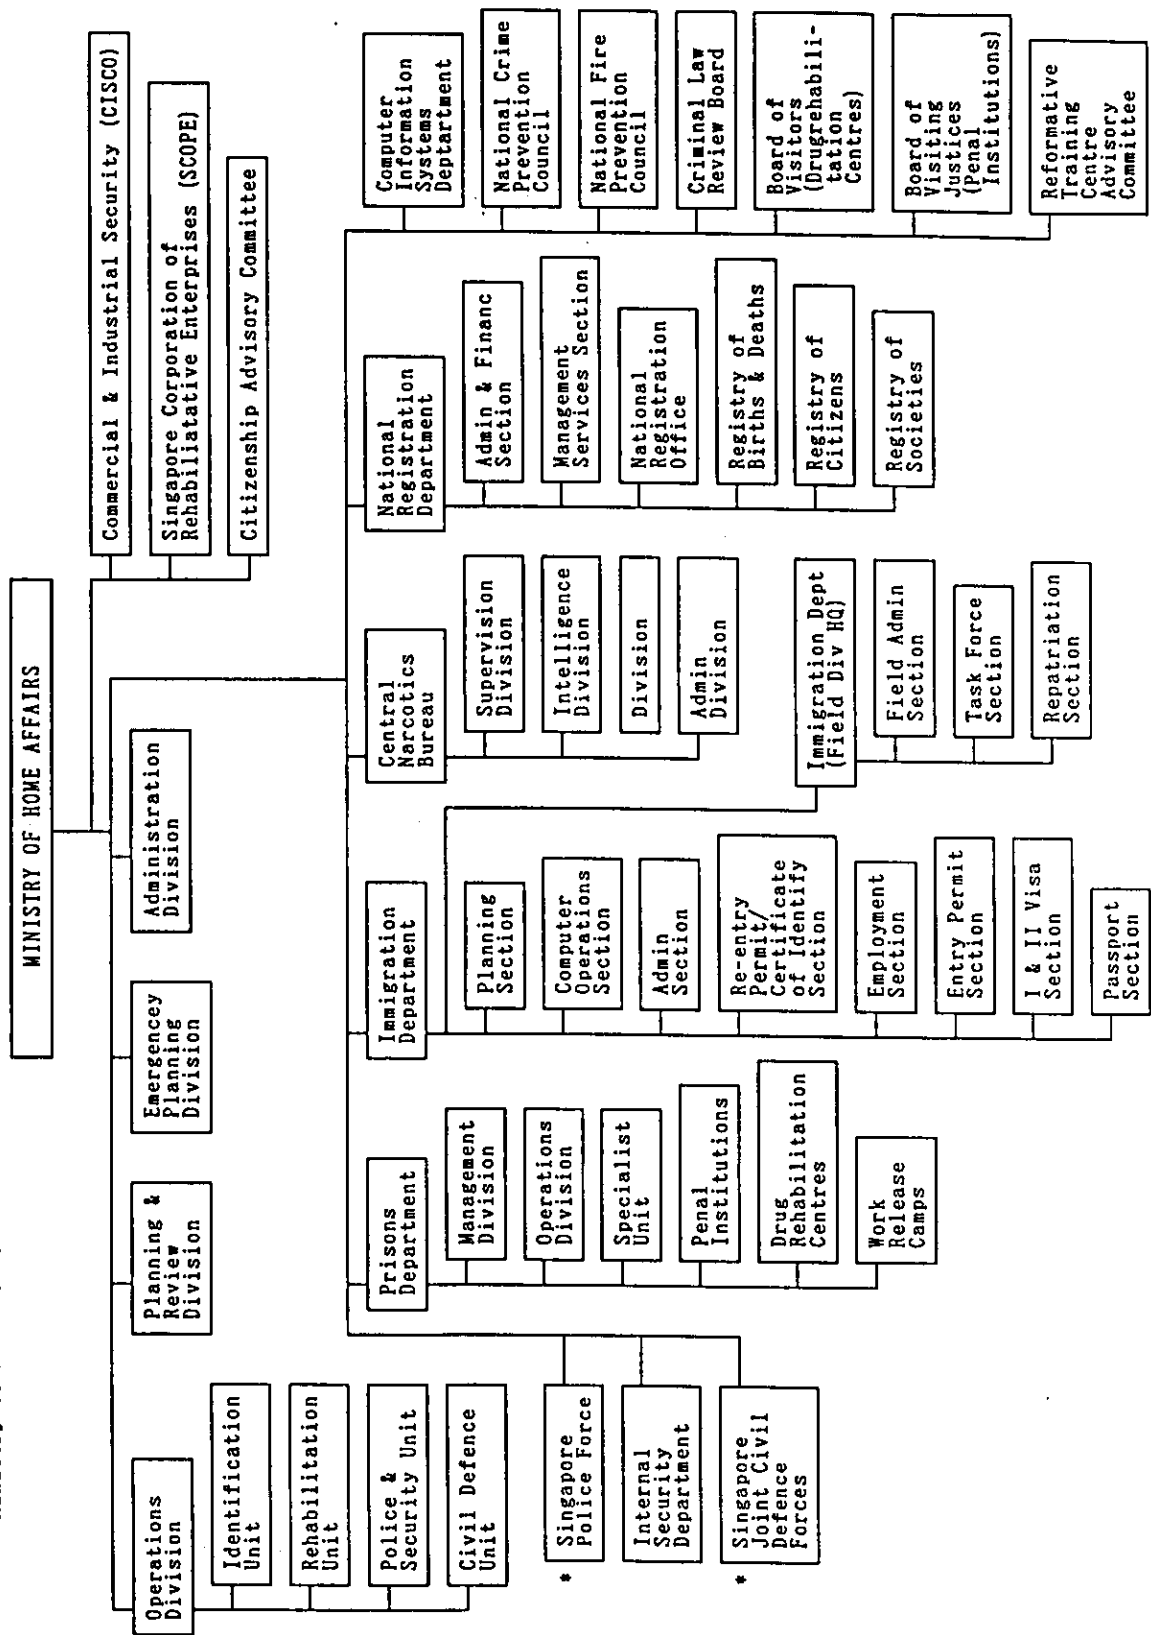 MINISTRY OF HOME AFFAIRS
Commercial & Industrial Security (CISCO)
Singapore Corporation of
Rehabiliatative Enterprises (SCOPE)
Citizenship Advisory Committee
Operations
Division
Planning &
Review
Division
Emergencey
Planning
Division
Administration
Division
Identification
Unit
Rehabilitation
Unit
Police &
Security Unit
Civil Defence
Unit
* Singapore
Police Force
Internal
Security
Department
* Singapore
Joint Civil
Defence
Forces
Prisons
Department
Management
Division
Operations
Division
Specialist
Unit
Penal
Institutions
Drug
Rehabilitation
Centres
Work
Release
Camps
Immigration
Department
Planning
Section
Computer
Operations
Section
Admin
Section
Re-entry
Permit/
Certificate
of Identify
Section
Employment
Section
Entry Permit
Section
I & II Visa
Section
Passport
Section
Immigration Dept
(Field Div HQ)
Field Admin
Section
Task Force
Section
Repatriation
Section
Central
Narcotics
Bureau
Supervision
Division
Intelligence
Division
Division
Admin
Division
National
Registration
Department
Admin & Financ
Section
Management
Services Section
National
Registration
Office
Registry of
Births & Deaths
Registry of
Citizens
Registry of
Societies
Computer
Information
Systems
Deptartment
National Crime
Prevention
Council
National Fire
Prevention
Council
Criminal Law
Review Board
Board of
Visitors
(Drugrehabili-
tation
Centres)
Board of
Visiting
Justices
(Penal
Institutions)
Reformative
Training
Centre
Advisory
Committee